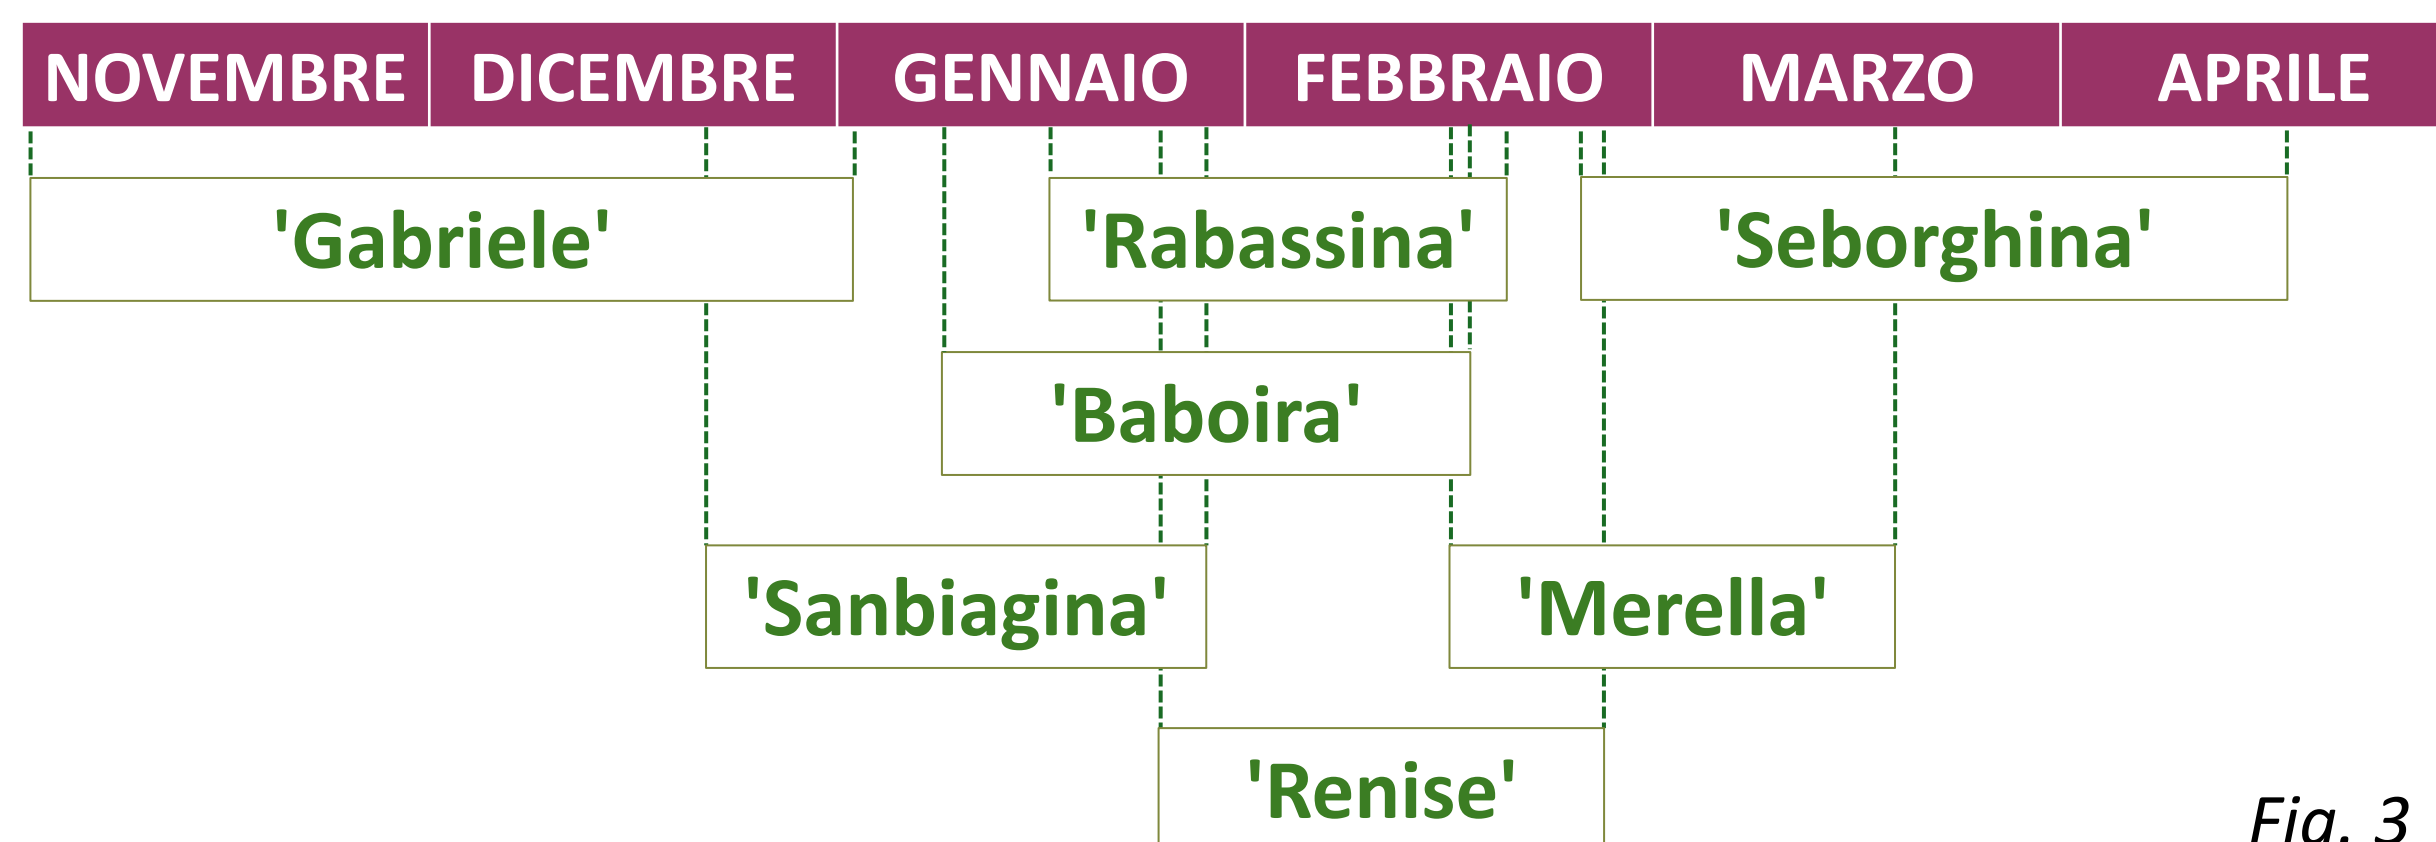 NOVEMBRE DICEMBRE GENNAIO FEBBRAIO MARZO APRILE
'Gabriele' 'Rabassina' 'Seborghina'
'Baboira'
'Sanbiagina' 'Merella'
'Renise'
Fig. 3